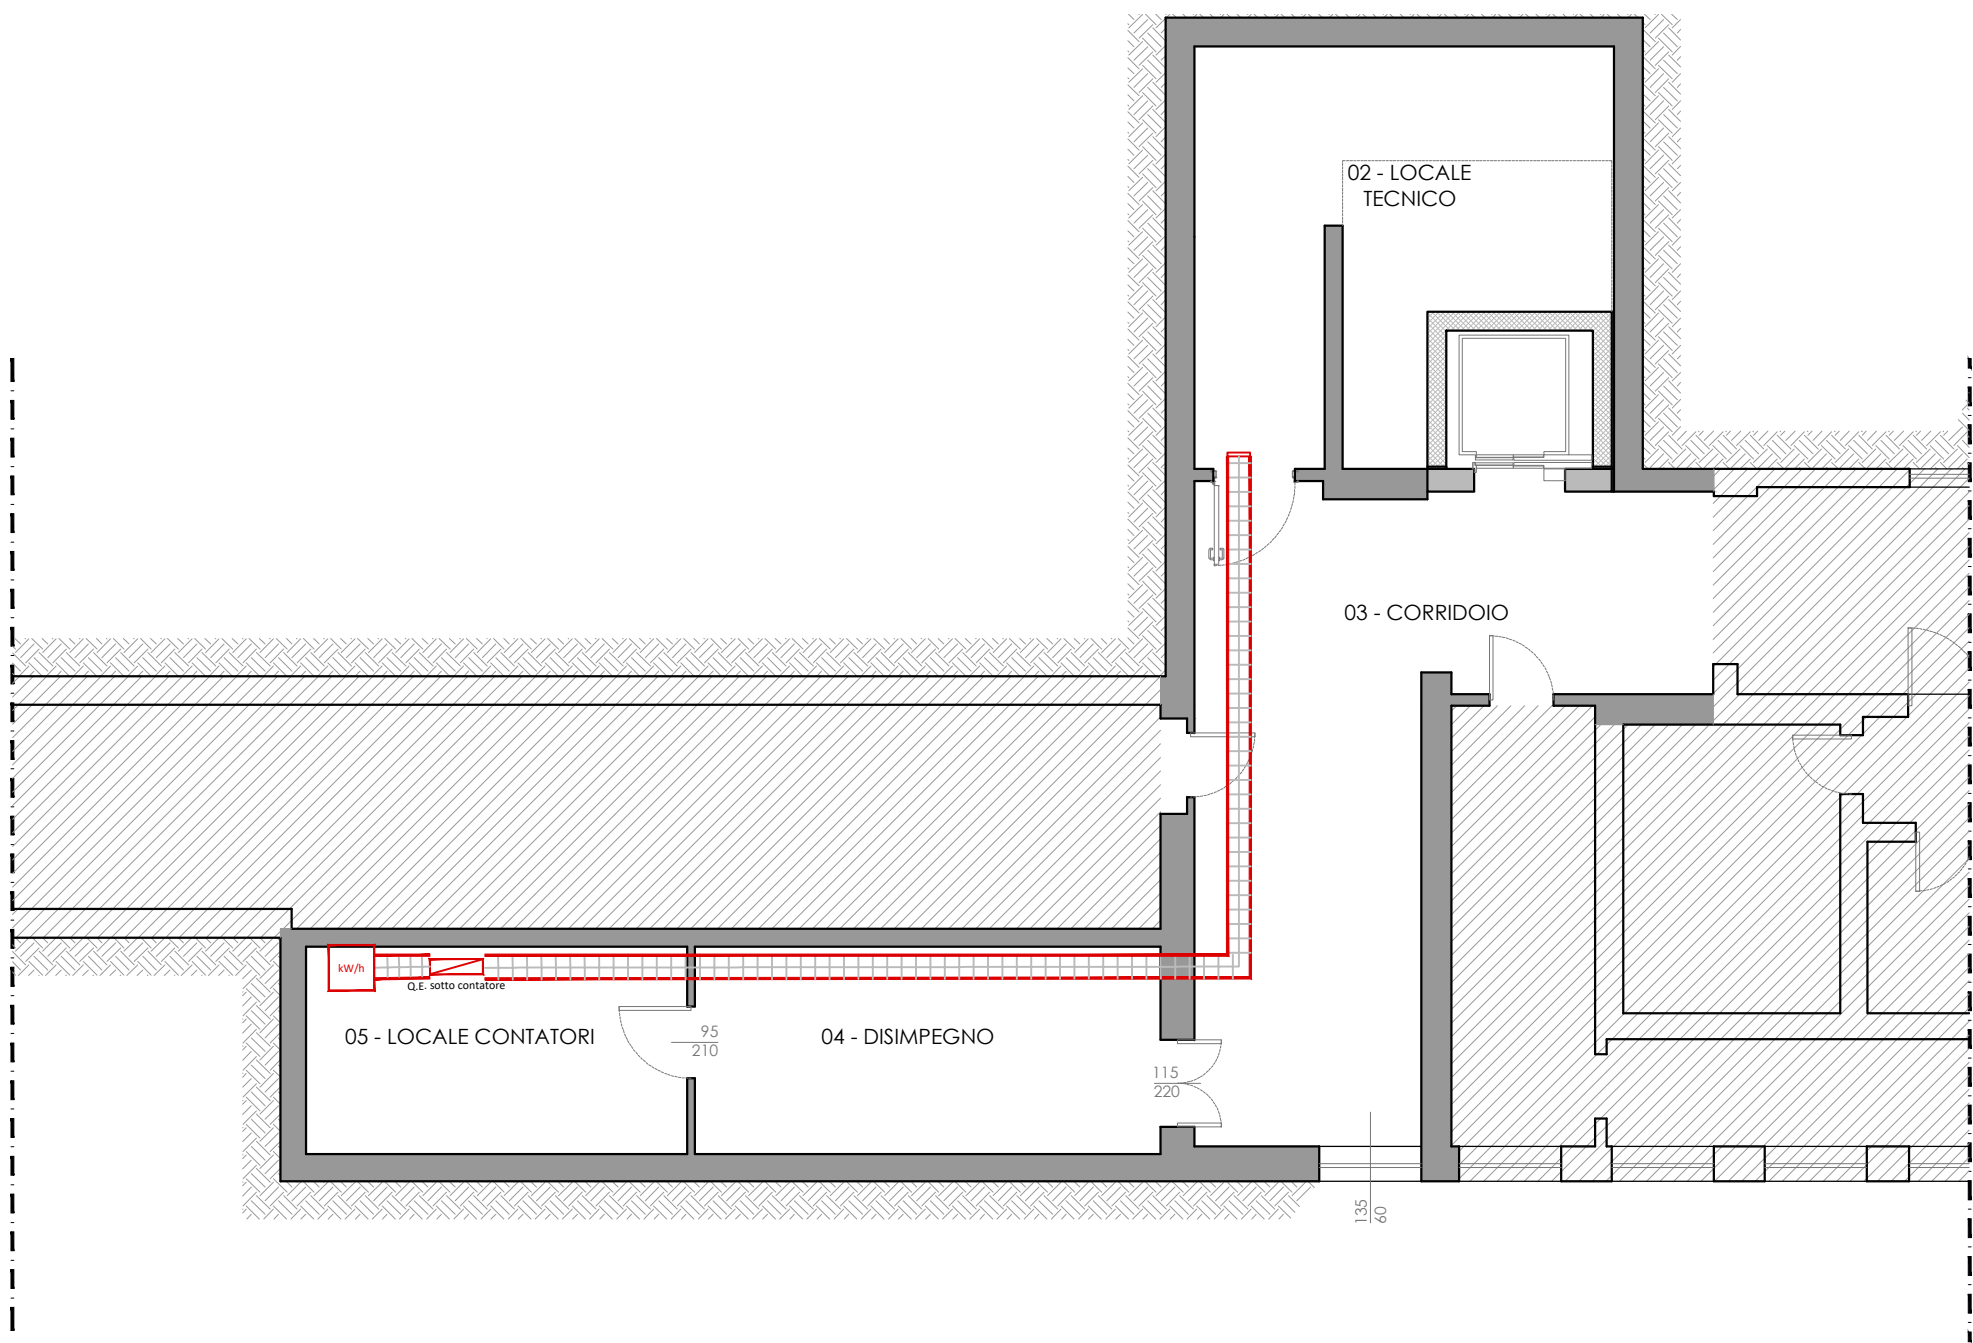 02 - LOCALE
TECNICO
03 - CORRIDOIO
kW/h
Q.E. sotto contatore
05 - LOCALE CONTATORI
95
210
04 - DISIMPEGNO
115
220
135
60